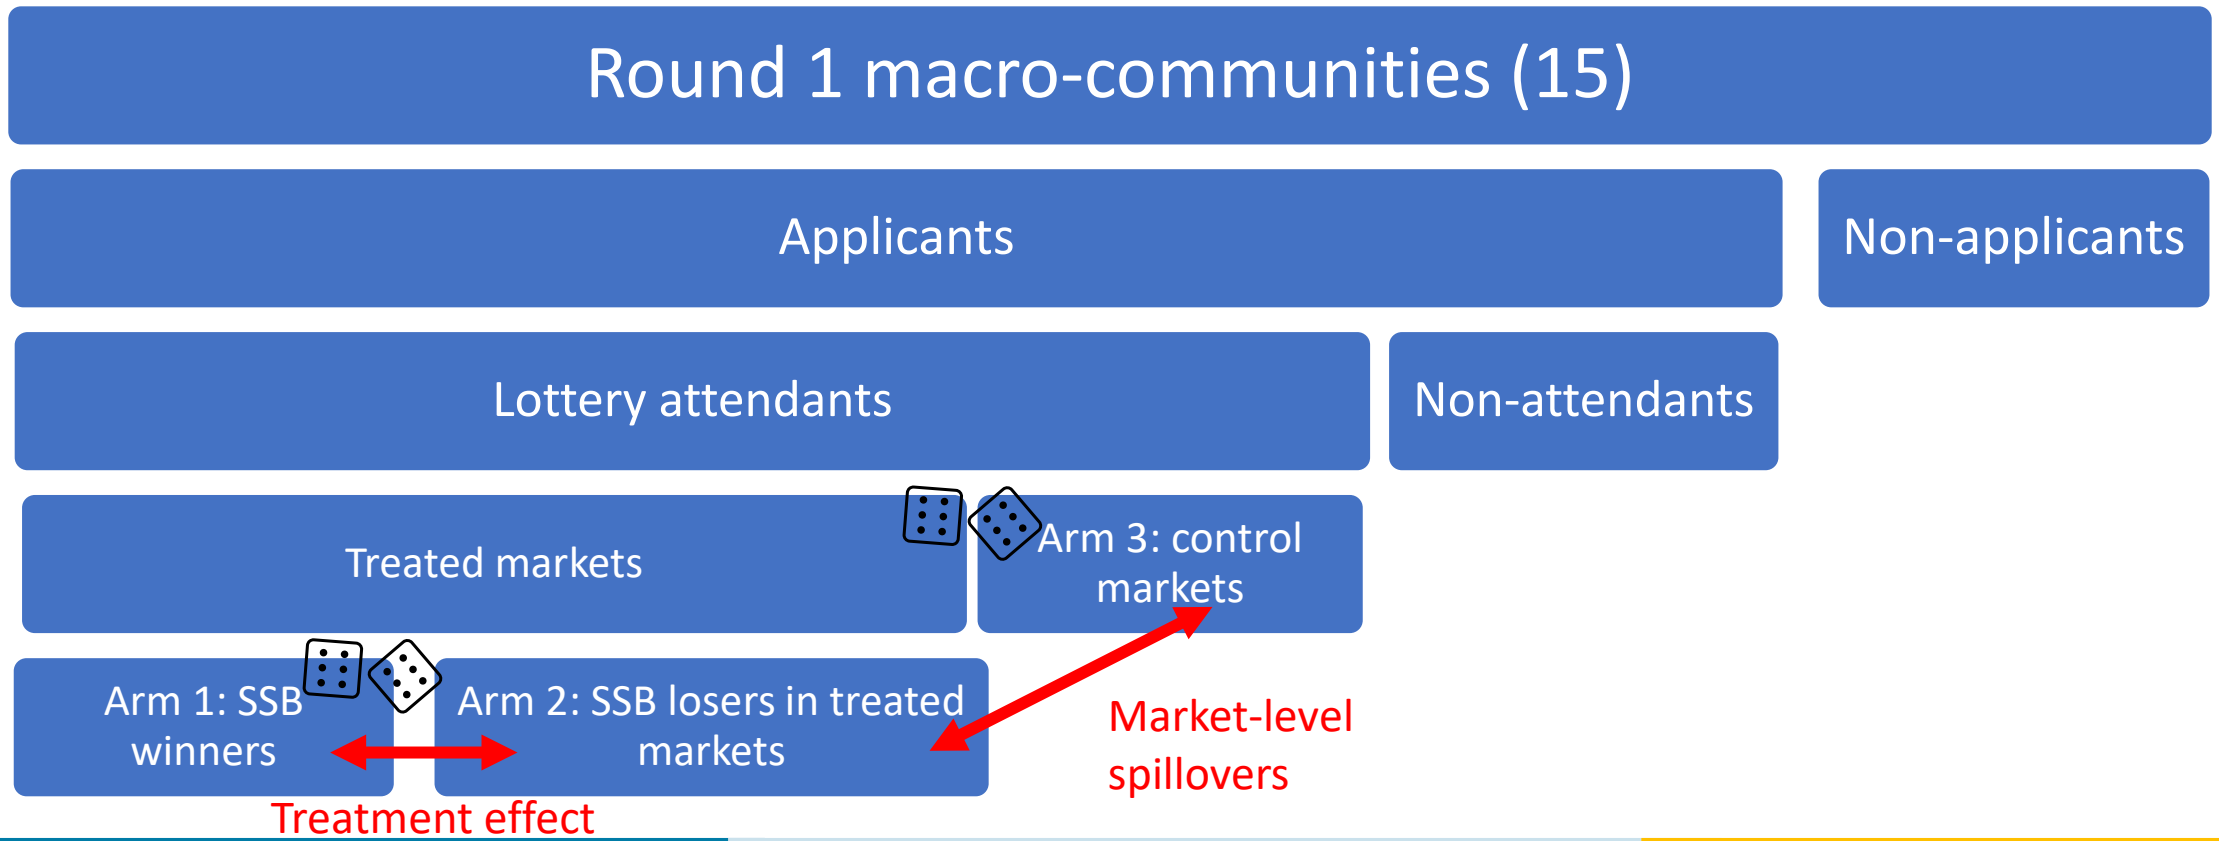 Round 1 macro-communities (15)
Applicants
Non-applicants
Lottery attendants
Non-attendants
Treated markets
Arm 3: control
markets
Arm 1: SSB
winners
Arm 2: SSB losers in treated
markets
Market-level
spillovers
Treatment effect